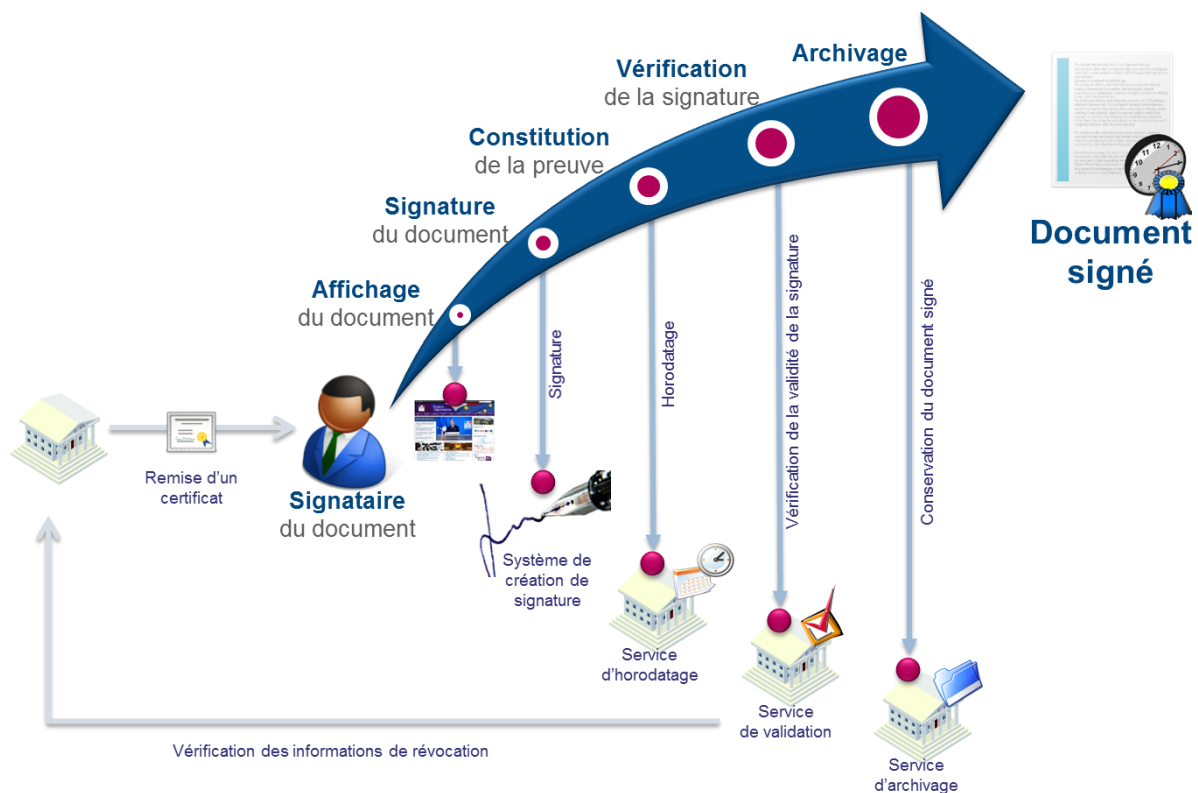 Archivage
Vérification
de la signature
Constitution
de la preuve
Signature
du document
Affichage
du document
Document
signé
Signature
Horodatage
Vérification de la validité de la signature
Conservation du document signé
Remise d'un
certificat
Signataire
du document
Système de
création de
signature
Service
d'horodatage
Service
de validation
Service
d'archivage
Vérification des informations de révocation